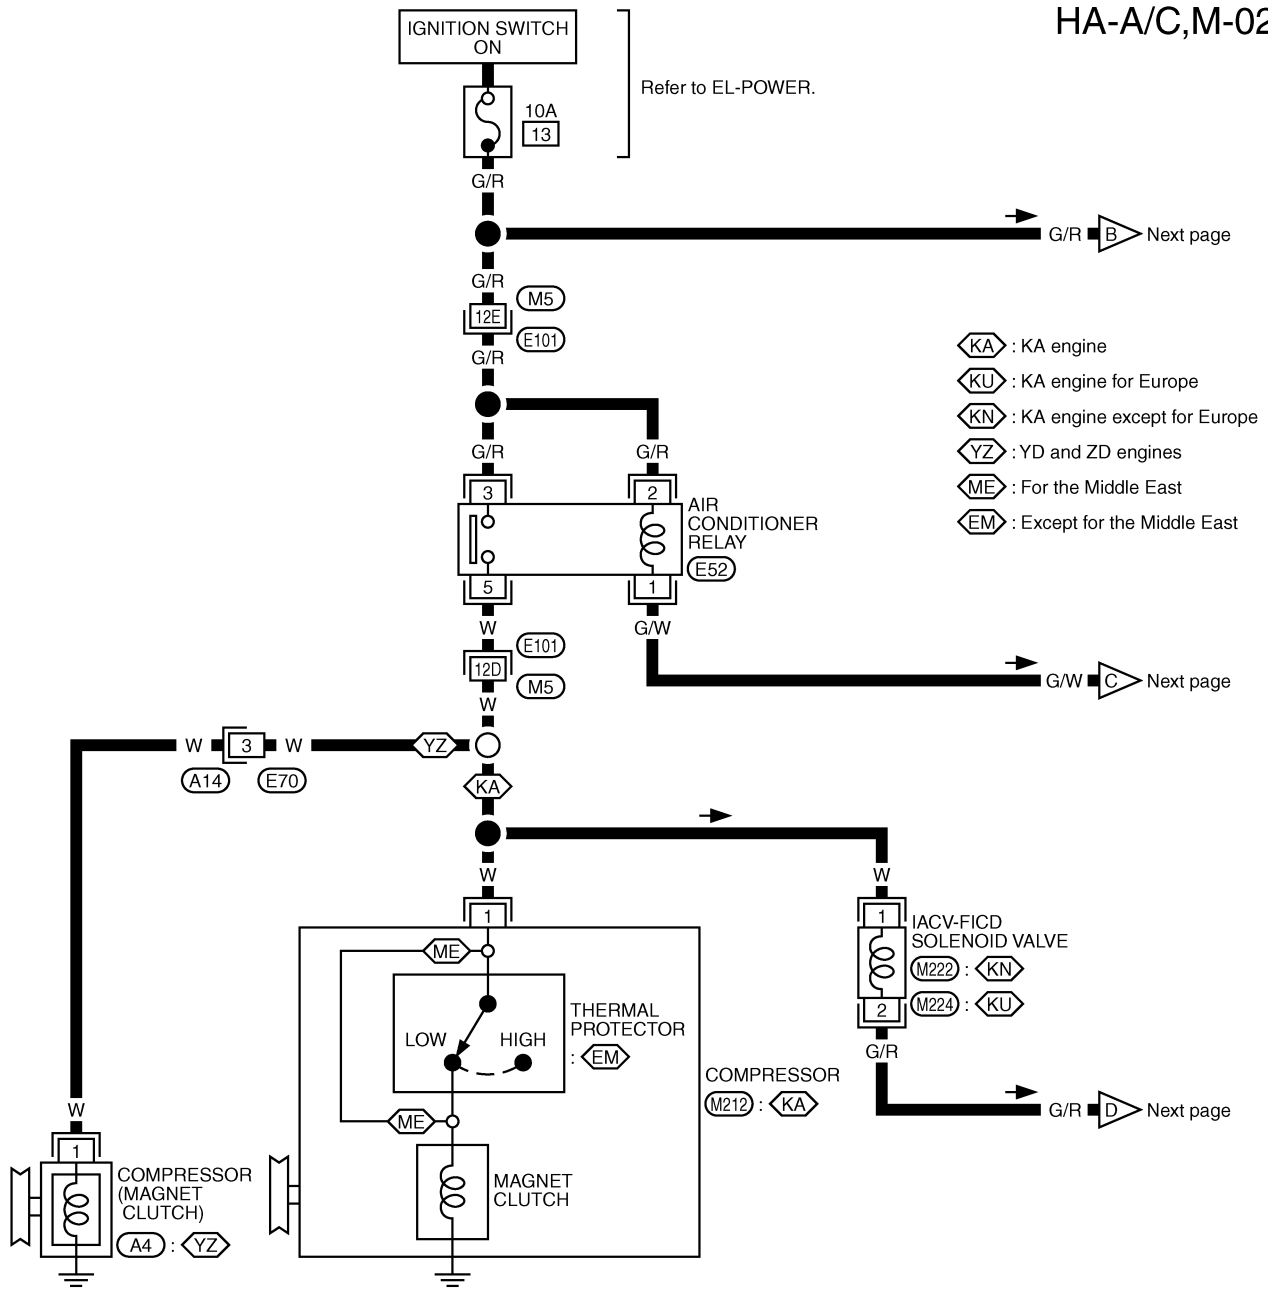 HA-A/C,M-02
IGNITION SWITCH
ON
Refer to EL-POWER.
10A
13
G/R
G/R
B
Next page
G/R
M5
12E
E101
G/R
KA : KA engine
KU : KA engine for Europe
KN : KA engine except for Europe
YZ : YD and ZD engines
ME : For the Middle East
EM : Except for the Middle East
G/R
G/R
3
2
AIR
CONDITIONER
RELAY
E52
5
1
W
G/W
E101
12D
M5
G/W
C
Next page
W
W
3
W
YZ
A14
E70
KA
W
W
1
1
IACV-FICD
SOLENOID VALVE
M222 : KN
M224 : KU
2
G/R
G/R
D
Next page
ME
THERMAL
PROTECTOR
: EM
LOW
HIGH
COMPRESSOR
M212 : KA
ME
MAGNET
CLUTCH
W
1
COMPRESSOR
(MAGNET
CLUTCH)
A4 : YZ